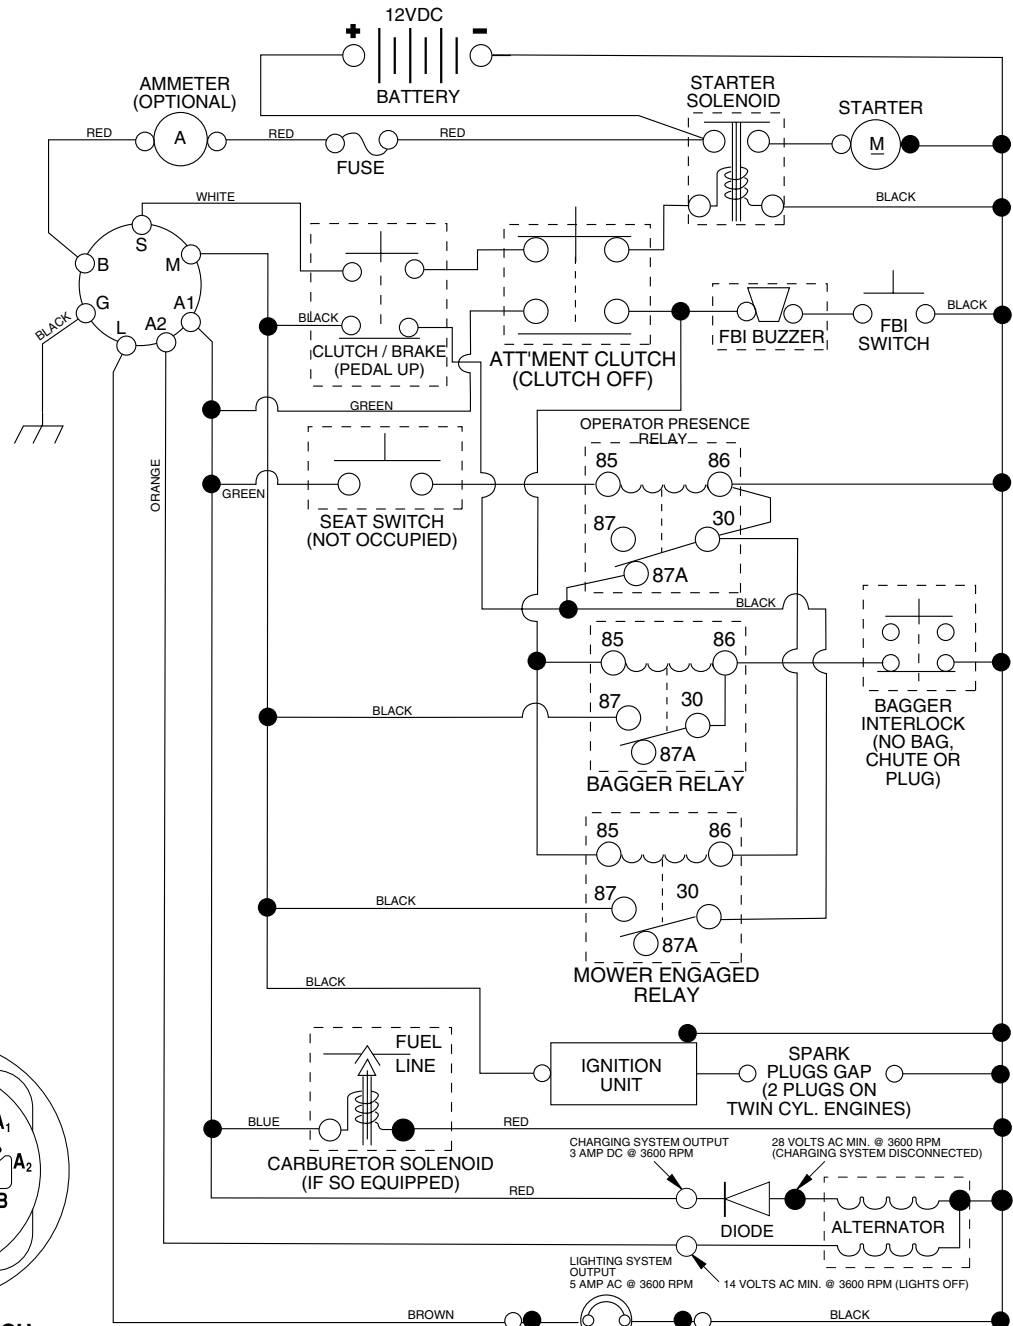 12VDC
+
-
BATTERY
AMMETER
(OPTIONAL)
STARTER
SOLENOID
STARTER
RED
A
RED
FUSE
RED
M
WHITE
BLACK
S
B
M
G
A1
L
A2
BLACK
BLACK
CLUTCH / BRAKE
(PEDAL UP)
ATT'MENT CLUTCH
(CLUTCH OFF)
FBI BUZZER
FBI
SWITCH
BLACK
GREEN
OPERATOR PRESENCE
RELAY
85
86
87
30
87A
ORANGE
GREEN
SEAT SWITCH
(NOT OCCUPIED)
BLACK
85
86
87
30
87A
BAGGER RELAY
BLACK
BAGGER
INTERLOCK
(NO BAG,
CHUTE OR
PLUG)
85
86
87
30
87A
MOWER ENGAGED
RELAY
BLACK
BLACK
IGNITION
UNIT
SPARK
PLUGS GAP
(2 PLUGS ON
TWIN CYL. ENGINES)
FUEL
LINE
BLUE
RED
CARBURETOR SOLENOID
(IF SO EQUIPPED)
CHARGING SYSTEM OUTPUT
3 AMP DC @ 3600 RPM
28 VOLTS AC MIN. @ 3600 RPM
(CHARGING SYSTEM DISCONNECTED)
RED
DIODE
ALTERNATOR
LIGHTING SYSTEM
OUTPUT
5 AMP AC @ 3600 RPM
14 VOLTS AC MIN. @ 3600 RPM (LIGHTS OFF)
BROWN
BLACK
A2
B